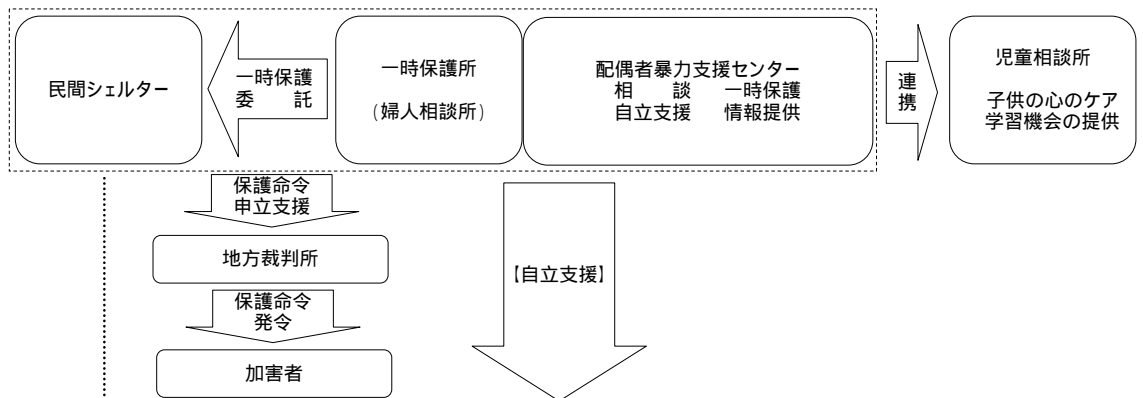 民間シェルター
一時保護
委　　託
一時保護所
(婦人相談所)
配偶者暴力支援センター
相　　談　　一時保護
自立支援　　情報提供
連
携
児童相談所
子供の心のケア
学習機会の提供
保護命令
申立支援
地方裁判所
保護命令
発令
加害者
【自立支援】